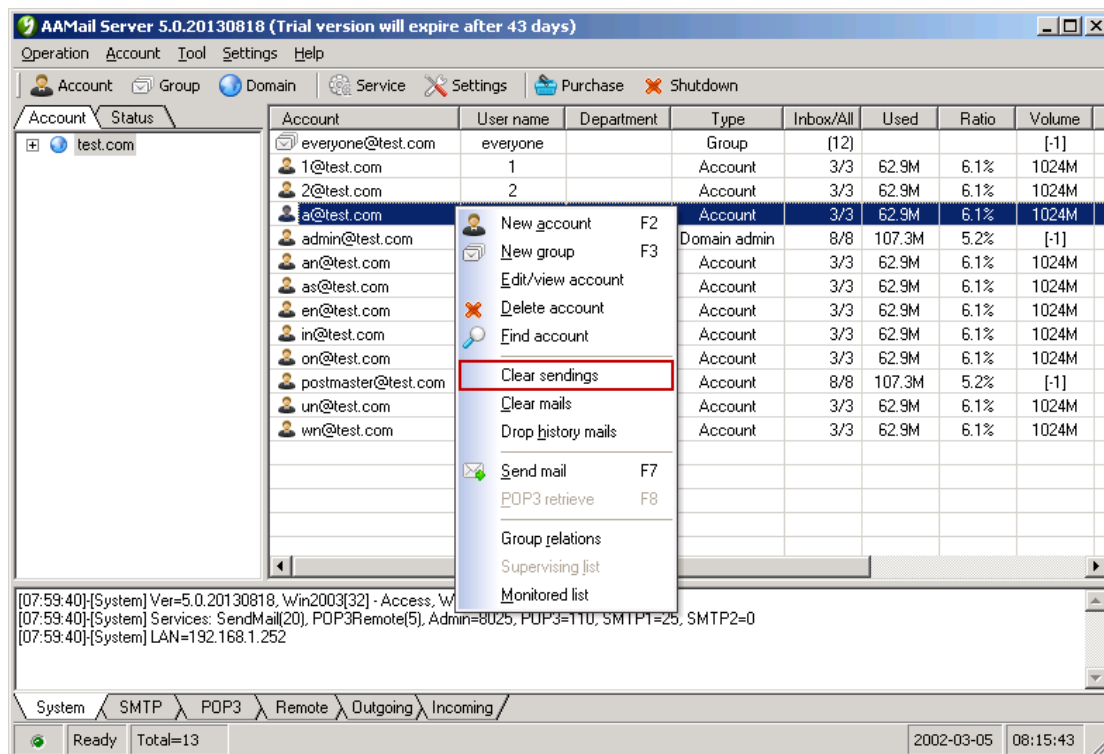 AAMail Server 5.0.20130818 (Trial version will expire after 43 days)
Operation Account Tool Settings Help
Account Group Domain Service Settings Purchase Shutdown
Account Status
test.com
Account User name Department Type Inbox/All Used Ratio Volume
everyone@test.com everyone Group (12) [-1]
1@test.com 1 Account 3/3 62.9M 6.1% 1024M
2@test.com 2 Account 3/3 62.9M 6.1% 1024M
a@test.com Account 3/3 62.9M 6.1% 1024M
admin@test.com Domain admin 8/8 107.3M 5.2% [-1]
an@test.com Account 3/3 62.9M 6.1% 1024M
as@test.com Account 3/3 62.9M 6.1% 1024M
en@test.com Account 3/3 62.9M 6.1% 1024M
in@test.com Account 3/3 62.9M 6.1% 1024M
on@test.com Account 3/3 62.9M 6.1% 1024M
postmaster@test.com Account 8/8 107.3M 5.2% [-1]
un@test.com Account 3/3 62.9M 6.1% 1024M
wn@test.com Account 3/3 62.9M 6.1% 1024M
New account F2
New group F3
Edit/view account
Delete account
Find account
Clear sendings
Clear mails
Drop history mails
Send mail F7
POP3 retrieve F8
Group relations
Supervising list
Monitored list
[07:59:40]-[System] Ver=5.0.20130818, Win2003[32] - Access, W
[07:59:40]-[System] Services: SendMail(20), POP3Remote(5), Admin=8025, POP3=110, SMTP1=25, SMTP2=0
[07:59:40]-[System] LAN=192.168.1.252
System SMTP POP3 Remote Outgoing Incoming
Ready Total=13 2002-03-05 08:15:43